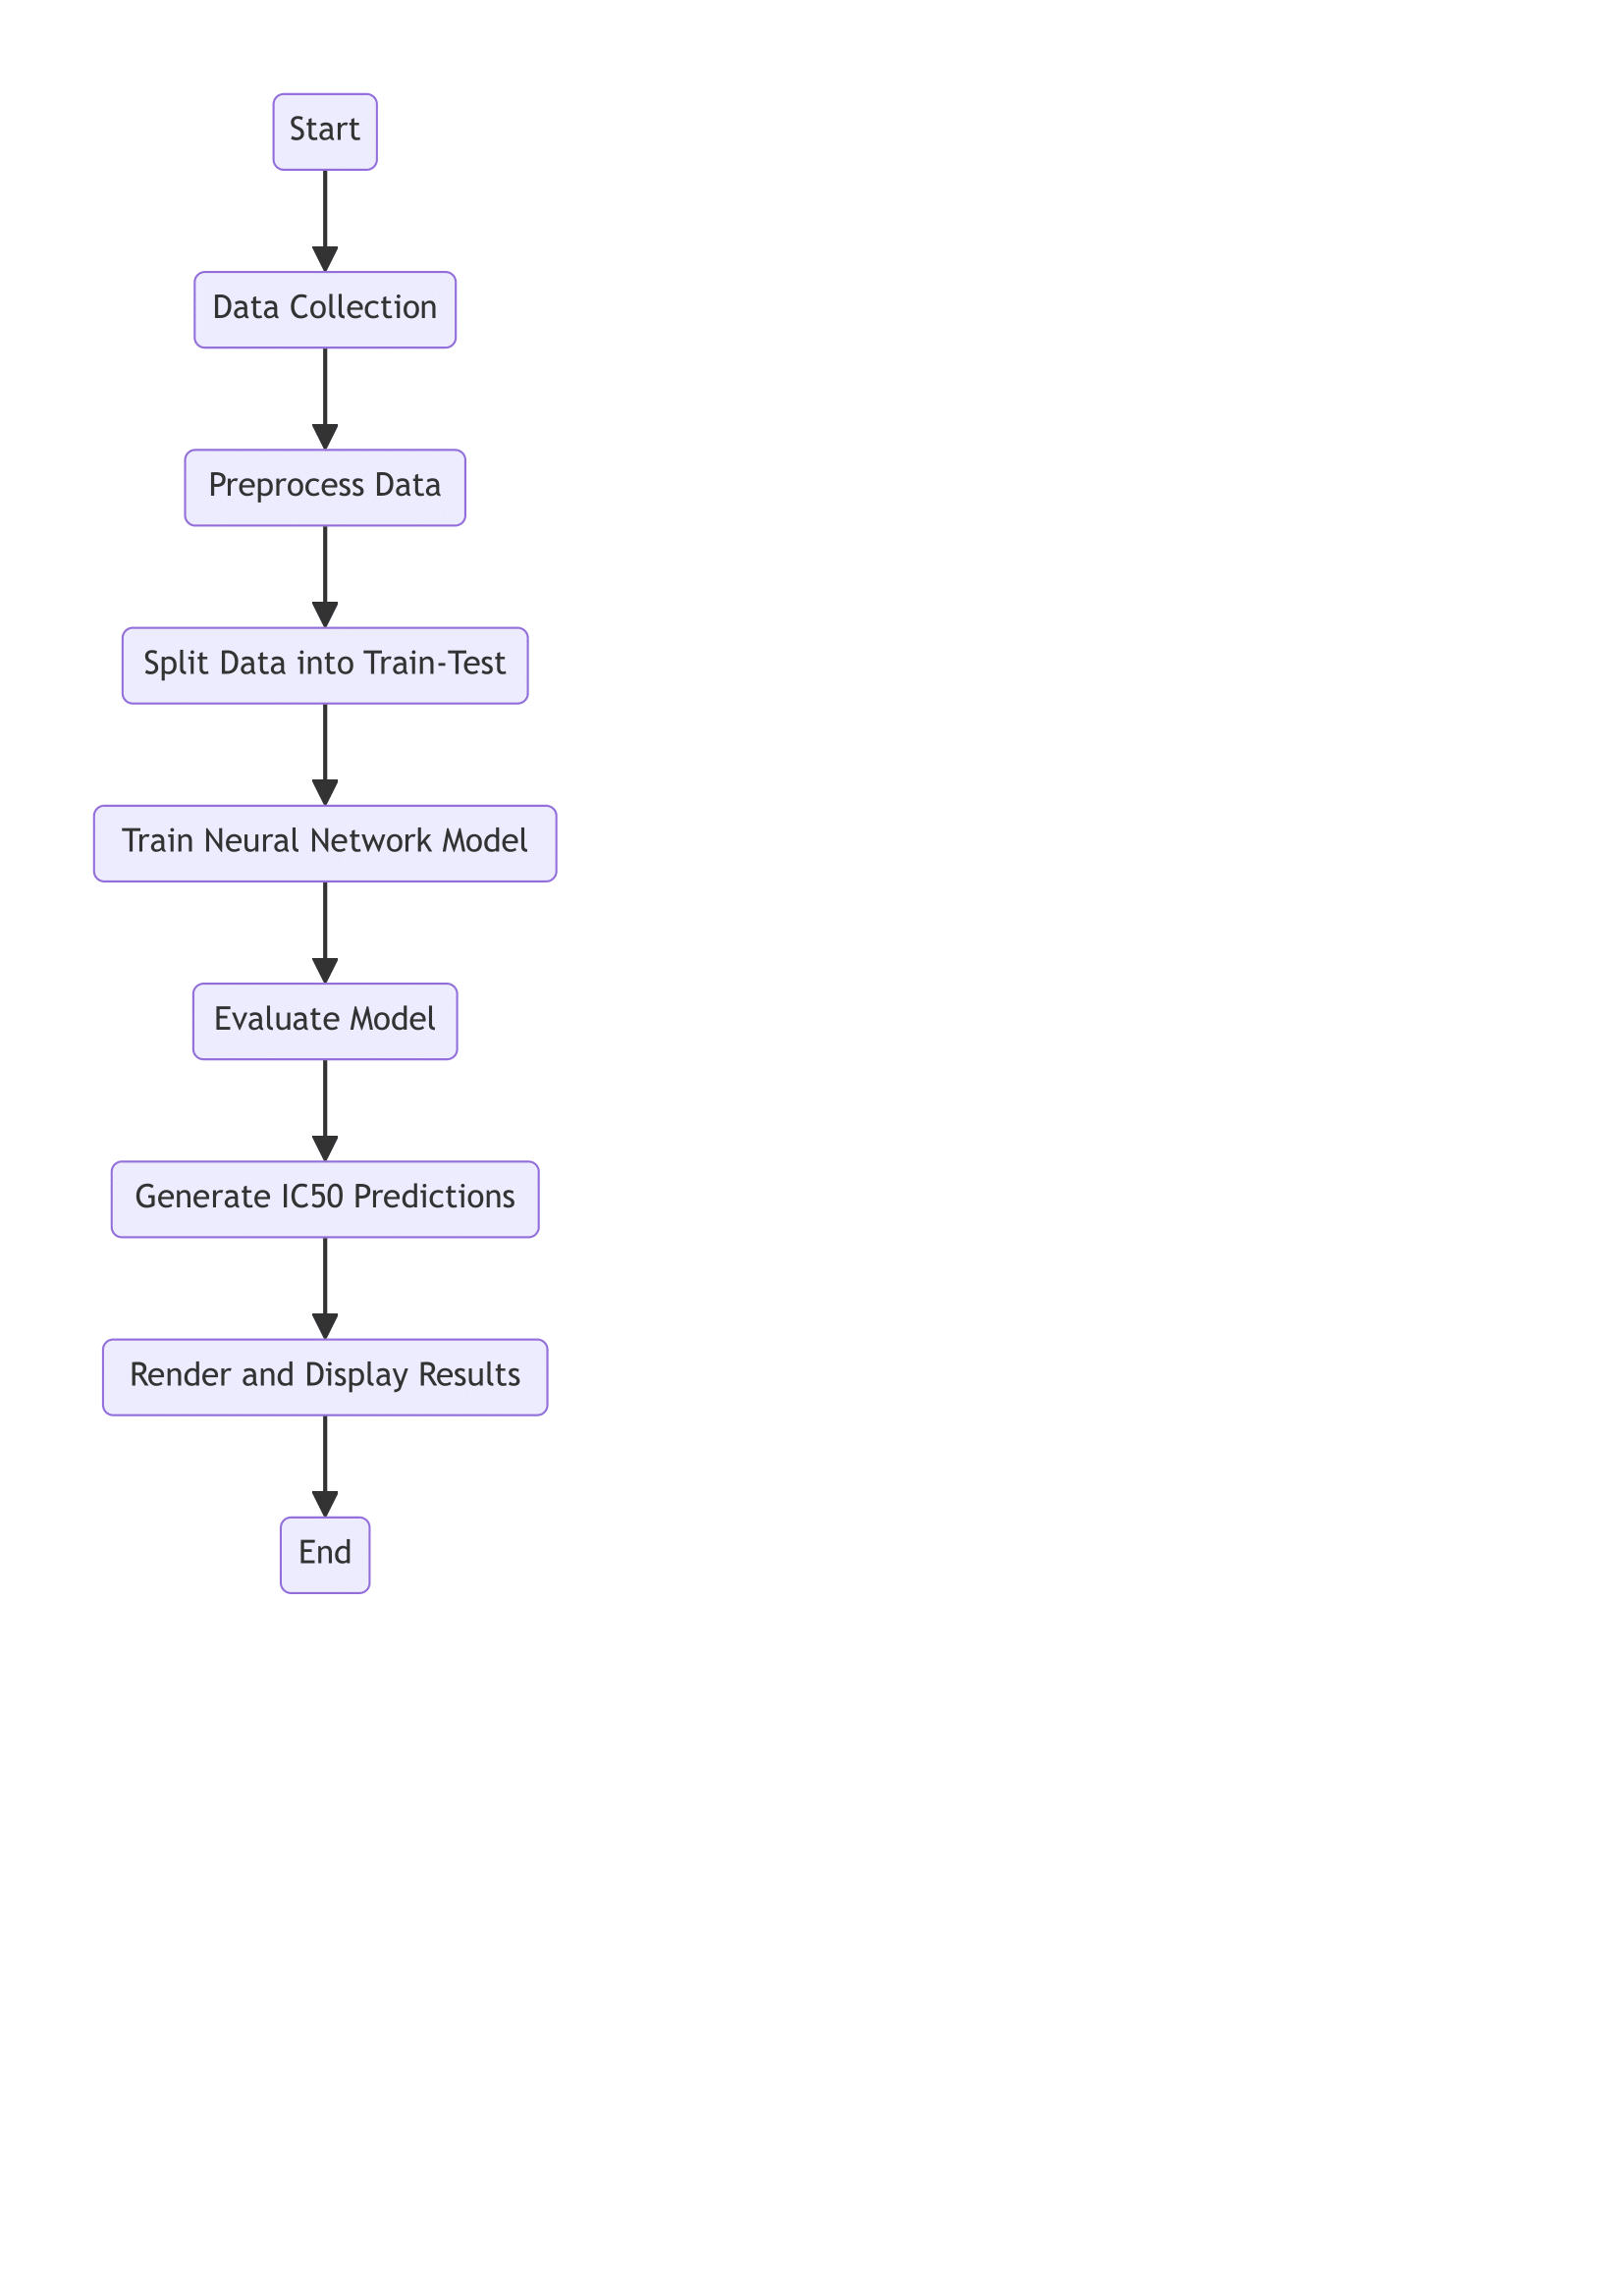 Start
Data Collection
Preprocess Data
Split Data into Train-Test
Train Neural Network Model
Evaluate Model
Generate IC50 Predictions
Render and Display Results
End